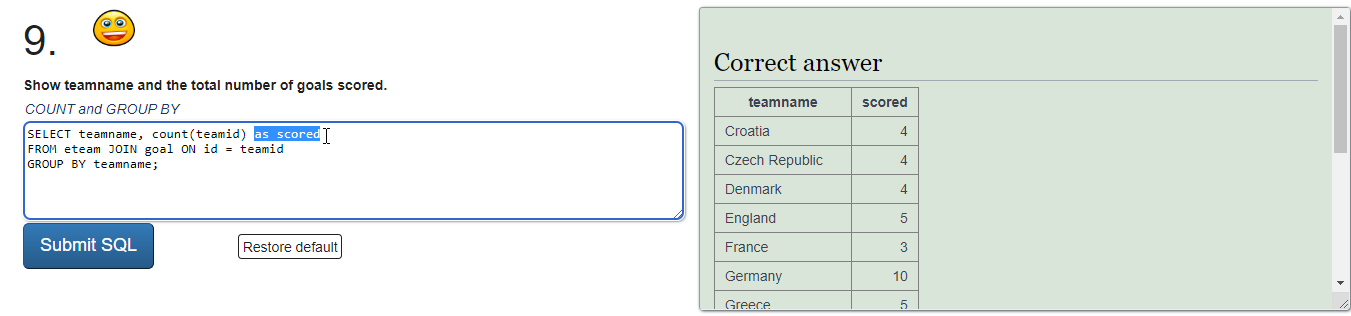 9.
Show teamname and the total number of goals scored.
COUNT and GROUP BY
SELECT teamname, count(teamid) as scored
FROM eteam JOIN goal ON id = teamid
GROUP BY teamname;
Submit SQL
Restore default
Correct answer
teamname scored
Croatia 4
Czech Republic 4
Denmark 4
England 5
France 3
Germany 10
Greece 5